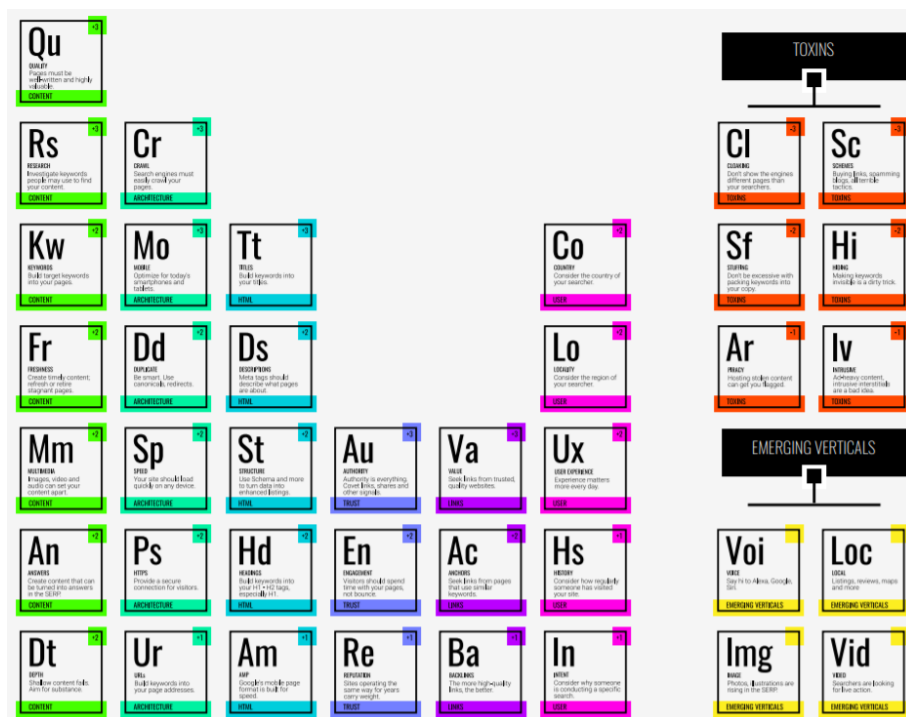 +3
Qu
QUALITY
Pages must be
well-written and highly
valuable.
CONTENT
TOXINS
+3
Rs
RESEARCH
Investigate keywords
people may use to find
your content.
CONTENT
+3
Cr
CRAWL
Search engines must
easily crawl your
pages.
ARCHITECTURE
-3
Cl
CLOAKING
Don't show the engines
different pages than
your searchers.
TOXINS
-3
Sc
SCHEMES
Buying links, spamming
blogs, all terrible
tactics.
TOXINS
+2
Kw
KEYWORDS
Build target keywords
into your pages.
CONTENT
+3
Mo
MOBILE
Optimize for today's
smartphones and
tablets.
ARCHITECTURE
+3
Tt
TITLES
Build keywords into
your titles.
HTML
Co
COUNTRY
Consider the country of
your searcher.
USER
-2
Sf
STUFFING
Don't be excessive with
packing keywords into
your copy.
TOXINS
-2
Hi
HIDING
Making keywords
invisible is a dirty trick.
TOXINS
+2
Fr
FRESHNESS
Create timely content,
refresh or retire
stagnant pages.
CONTENT
+2
Dd
DUPLICATE
Be smart. Use
canonicals, redirects.
ARCHITECTURE
+2
Ds
DESCRIPTIONS
Meta tags should
describe what pages
are about.
HTML
Lo
LOCALITY
Consider the region of
your searcher.
USER
-1
Ar
PIRACY
Hosting stolen content
can get you flagged.
TOXINS
-1
Iv
INTRUSIVE
Ad-heavy content,
intrusive interstitials
are a bad idea.
TOXINS
+2
Mm
MULTIMEDIA
Images, video and
audio can set your
content apart.
CONTENT
+2
Sp
SPEED
Your site should load
quickly on any device.
ARCHITECTURE
+2
St
STRUCTURE
Use Schema and more
to turn data into
enhanced listings.
HTML
+3
Au
AUTHORITY
Authority is everything.
Covet links, shares and
other signals.
TRUST
+3
Va
VALUE
Seek links from trusted,
quality websites.
LINKS
Ux
USER EXPERIENCE
Experience matters
more every day.
USER
EMERGING VERTICALS
+2
An
ANSWERS
Create content that can
be turned into answers
in the SERP.
CONTENT
Ps
HTTPS
Provide a secure
connection for visitors.
ARCHITECTURE
+2
Hd
HEADINGS
Build keywords into
your H1 + H2 tags,
especially H1.
HTML
+2
En
ENGAGEMENT
Visitors should spend
time with your pages,
not bounce.
TRUST
Ac
ANCHORS
Seek links from pages
that use similar
keywords.
LINKS
Hs
HISTORY
Consider how regularly
someone has visited
your site.
USER
Voi
VOICE
Say hi to Alexa, Google,
Siri.
EMERGING VERTICALS
Loc
LOCAL
Listings, reviews, maps
and more.
EMERGING VERTICALS
+2
Dt
DEPTH
Shallow content fails.
Aim for substance.
CONTENT
+1
Ur
URLs
Build keywords into
your page addresses.
ARCHITECTURE
+1
Am
AMP
Google's mobile page
format is built for
speed.
HTML
+1
Re
REPUTATION
Sites operating the
same way for years
carry weight.
TRUST
+1
Ba
BACKLINKS
The more high-quality
links, the better.
LINKS
+1
In
INTENT
Consider why someone
is conducting a specific
search.
USER
Img
IMAGE
Photos, illustrations are
rising in the SERP.
EMERGING VERTICALS
Vid
VIDEO
Searchers are looking
for live action.
EMERGING VERTICALS